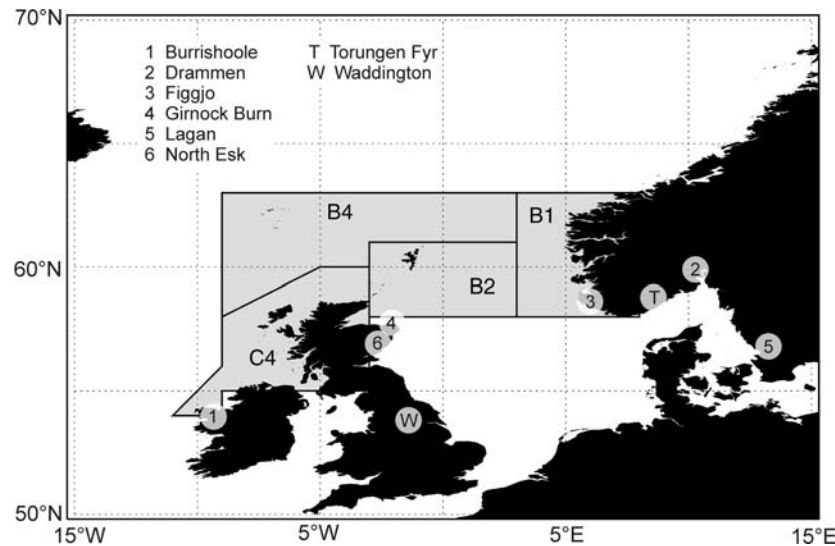 70°N
1 Burrishoole T Torungen Fyr
2 Drammen W Waddington
3 Figgjo
4 Girnock Burn
5 Lagan
6 North Esk
B4 B1
60°N
B2
2
3 T
4
6
C4
5
1
W
50°N
15°W 5°W 5°E 15°E